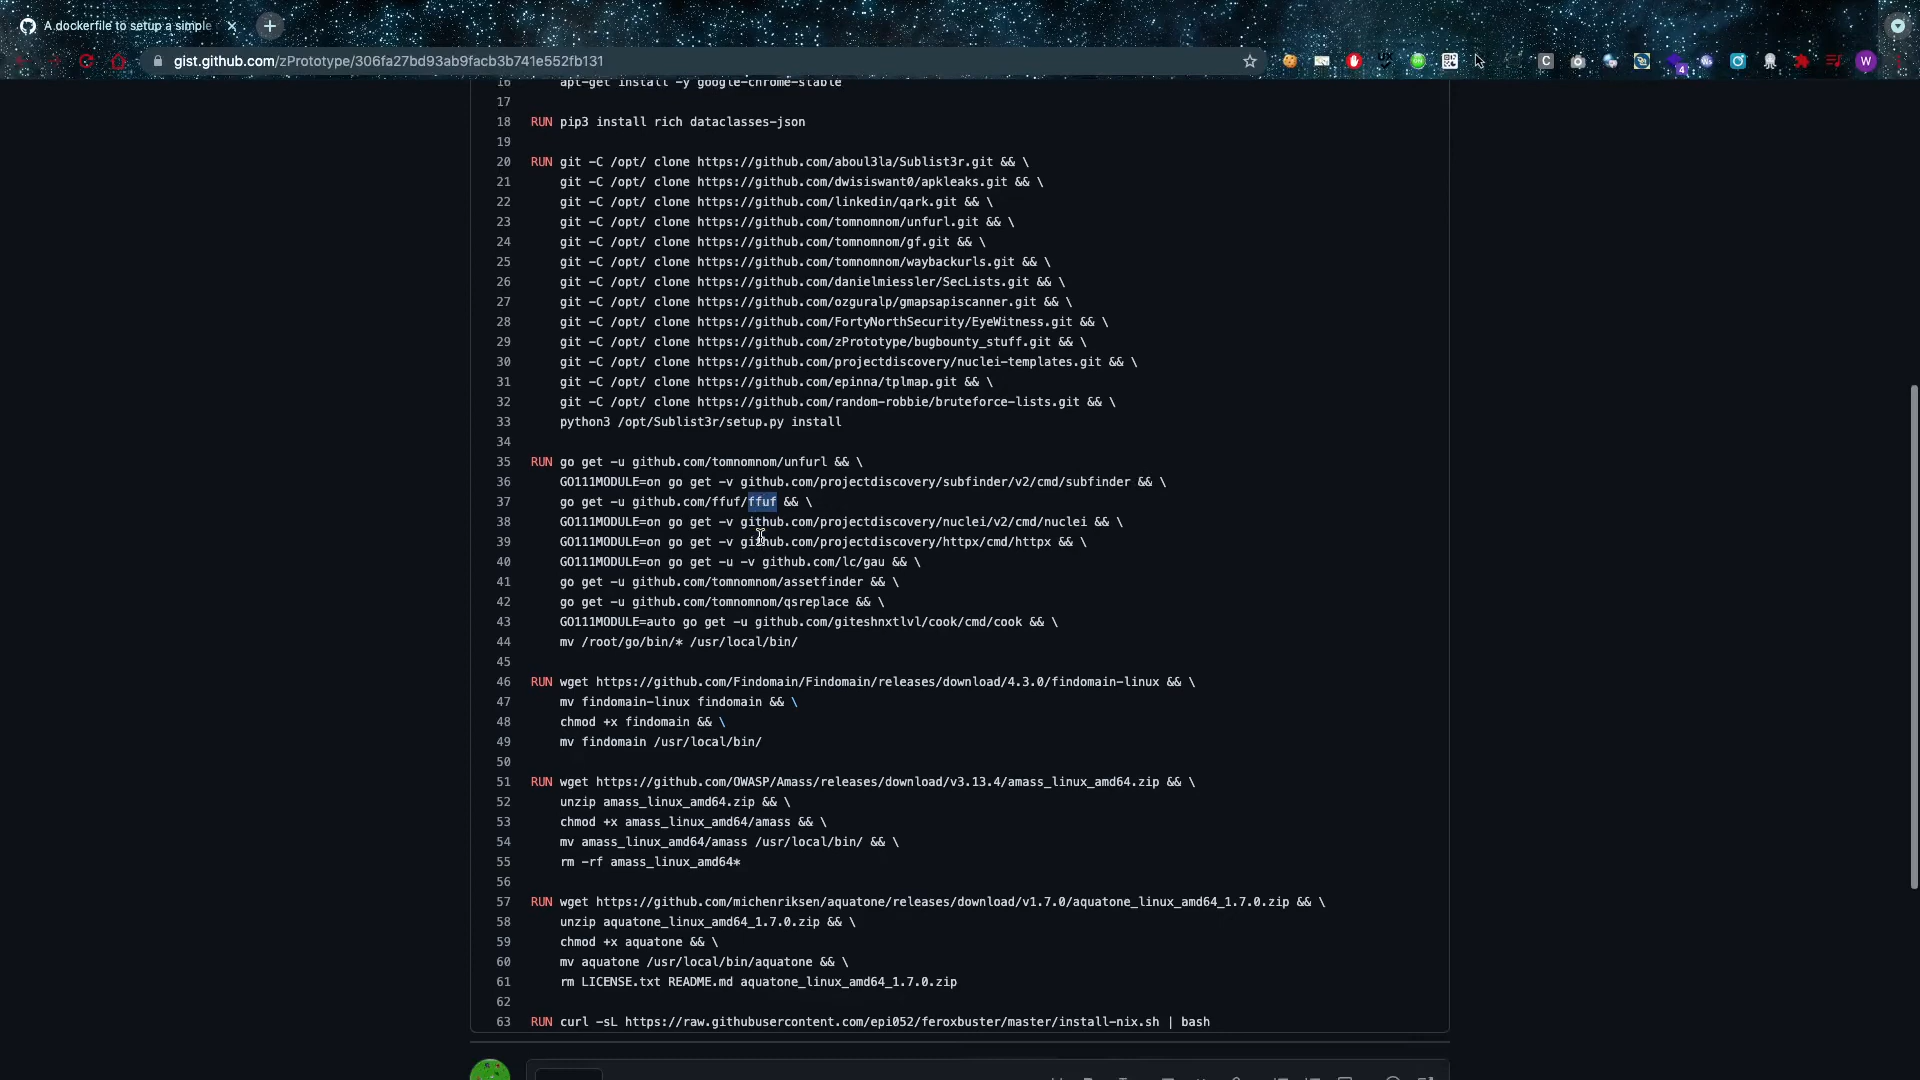 A dockerfile to setup a simple
gist.github.com/zPrototype/306fa27bd93ab9facb3b741e552fb131
16 apt-get install -y google-chrome-stable
17
18 RUN pip3 install rich dataclasses-json
19
20 RUN git -C /opt/ clone https://github.com/aboul3la/Sublist3r.git && \
21 git -C /opt/ clone https://github.com/dwisiswant0/apkleaks.git && \
22 git -C /opt/ clone https://github.com/linkedin/qark.git && \
23 git -C /opt/ clone https://github.com/tomnomnom/unfurl.git && \
24 git -C /opt/ clone https://github.com/tomnomnom/gf.git && \
25 git -C /opt/ clone https://github.com/tomnomnom/waybackurls.git && \
26 git -C /opt/ clone https://github.com/danielmiessler/SecLists.git && \
27 git -C /opt/ clone https://github.com/ozguralp/gmapsapiscanner.git && \
28 git -C /opt/ clone https://github.com/FortyNorthSecurity/EyeWitness.git && \
29 git -C /opt/ clone https://github.com/zPrototype/bugbounty_stuff.git && \
30 git -C /opt/ clone https://github.com/projectdiscovery/nuclei-templates.git && \
31 git -C /opt/ clone https://github.com/epinna/tplmap.git && \
32 git -C /opt/ clone https://github.com/random-robbie/bruteforce-lists.git && \
33 python3 /opt/Sublist3r/setup.py install
34
35 RUN go get -u github.com/tomnomnom/unfurl && \
36 GO111MODULE=on go get -v github.com/projectdiscovery/subfinder/v2/cmd/subfinder && \
37 go get -u github.com/ffuf/ffuf && \
38 GO111MODULE=on go get -v github.com/projectdiscovery/nuclei/v2/cmd/nuclei && \
39 GO111MODULE=on go get -v github.com/projectdiscovery/httpx/cmd/httpx && \
40 GO111MODULE=on go get -u -v github.com/lc/gau && \
41 go get -u github.com/tomnomnom/assetfinder && \
42 go get -u github.com/tomnomnom/qsreplace && \
43 GO111MODULE=auto go get -u github.com/giteshnxtlvl/cook/cmd/cook && \
44 mv /root/go/bin/* /usr/local/bin/
45
46 RUN wget https://github.com/Findomain/Findomain/releases/download/4.3.0/findomain-linux && \
47 mv findomain-linux findomain && \
48 chmod +x findomain && \
49 mv findomain /usr/local/bin/
50
51 RUN wget https://github.com/OWASP/Amass/releases/download/v3.13.4/amass_linux_amd64.zip && \
52 unzip amass_linux_amd64.zip && \
53 chmod +x amass_linux_amd64/amass && \
54 mv amass_linux_amd64/amass /usr/local/bin/ && \
55 rm -rf amass_linux_amd64*
56
57 RUN wget https://github.com/michenriksen/aquatone/releases/download/v1.7.0/aquatone_linux_amd64_1.7.0.zip && \
58 unzip aquatone_linux_amd64_1.7.0.zip && \
59 chmod +x aquatone && \
60 mv aquatone /usr/local/bin/aquatone && \
61 rm LICENSE.txt README.md aquatone_linux_amd64_1.7.0.zip
62
63 RUN curl -sL https://raw.githubusercontent.com/epi052/feroxbuster/master/install-nix.sh | bash